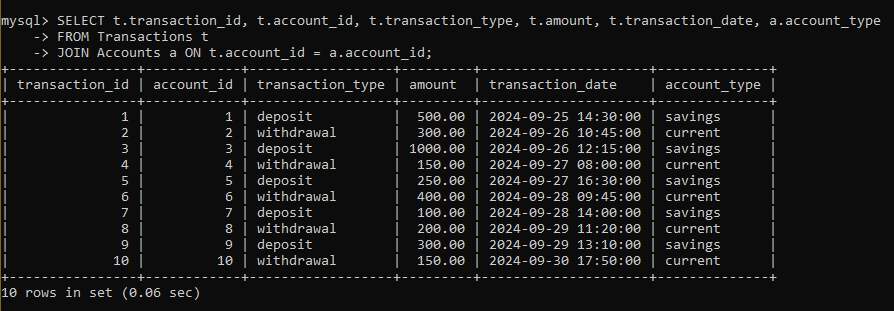 mysql> SELECT t.transaction_id, t.account_id, t.transaction_type, t.amount, t.transaction_date, a.account_type
    -> FROM Transactions t
    -> JOIN Accounts a ON t.account_id = a.account_id;
+----------------+------------+------------------+---------+---------------------+--------------+
| transaction_id | account_id | transaction_type | amount  | transaction_date    | account_type |
+----------------+------------+------------------+---------+---------------------+--------------+
|              1 |          1 | deposit          |  500.00 | 2024-09-25 14:30:00 | savings      |
|              2 |          2 | withdrawal       |  300.00 | 2024-09-26 10:45:00 | current      |
|              3 |          3 | deposit          | 1000.00 | 2024-09-26 12:15:00 | savings      |
|              4 |          4 | withdrawal       |  150.00 | 2024-09-27 08:00:00 | current      |
|              5 |          5 | deposit          |  250.00 | 2024-09-27 16:30:00 | savings      |
|              6 |          6 | withdrawal       |  400.00 | 2024-09-28 09:45:00 | current      |
|              7 |          7 | deposit          |  100.00 | 2024-09-28 14:00:00 | savings      |
|              8 |          8 | withdrawal       |  200.00 | 2024-09-29 11:20:00 | current      |
|              9 |          9 | deposit          |  300.00 | 2024-09-29 13:10:00 | savings      |
|             10 |         10 | withdrawal       |  150.00 | 2024-09-30 17:50:00 | current      |
+----------------+------------+------------------+---------+---------------------+--------------+
10 rows in set (0.06 sec)